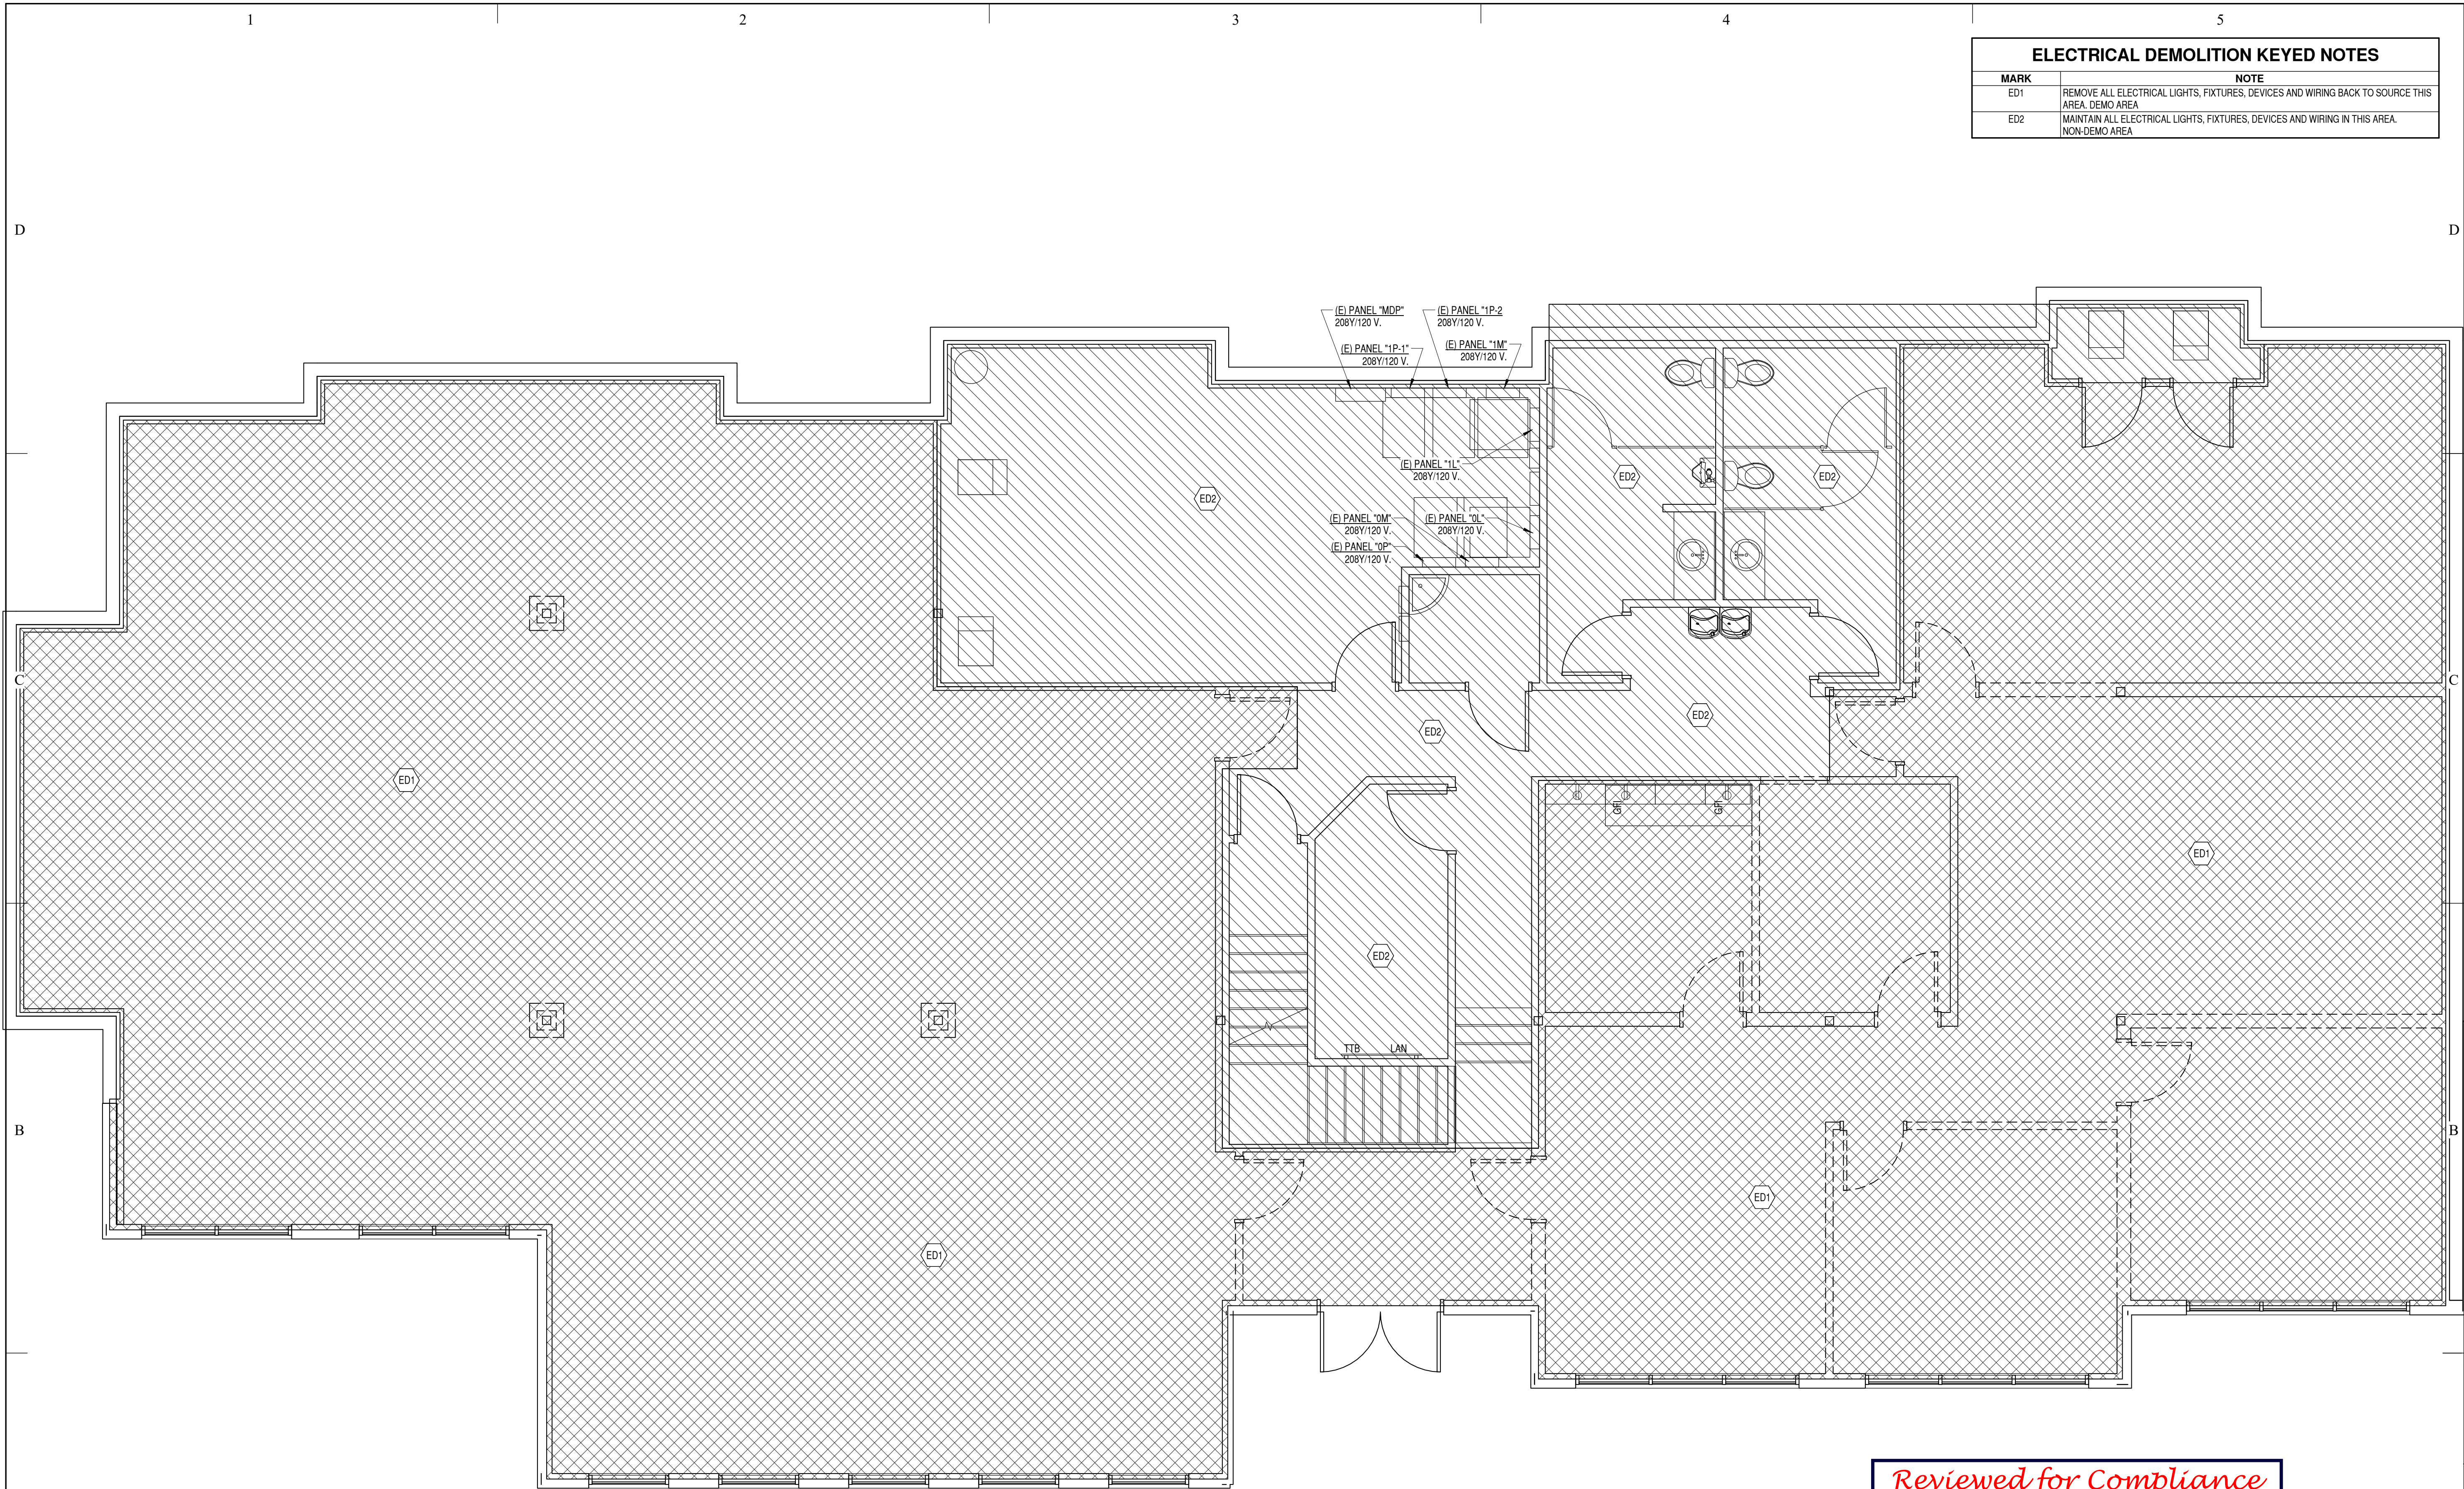 1 2 3 4 5
ELECTRICAL DEMOLITION KEYED NOTES
MARK NOTE
ED1 REMOVE ALL ELECTRICAL LIGHTS, FIXTURES, DEVICES AND WIRING BACK TO SOURCE THIS
AREA. DEMO AREA
ED2 MAINTAIN ALL ELECTRICAL LIGHTS, FIXTURES, DEVICES AND WIRING IN THIS AREA.
NON-DEMO AREA
D D
(E) PANEL "MDP"
208Y/120 V.
(E) PANEL "1P-2
208Y/120 V.
(E) PANEL "1P-1"
208Y/120 V.
(E) PANEL "1M"
208Y/120 V.
(E) PANEL "1L"
208Y/120 V.
ED2
ED2
ED2
(E) PANEL "0M"
208Y/120 V.
(E) PANEL "0L"
208Y/120 V.
(E) PANEL "0P"
208Y/120 V.
C C
ED2
ED2
ED1
GFI
GFI
ED1
ED2
TTB LAN
B B
ED1
ED1
Reviewed for Compliance